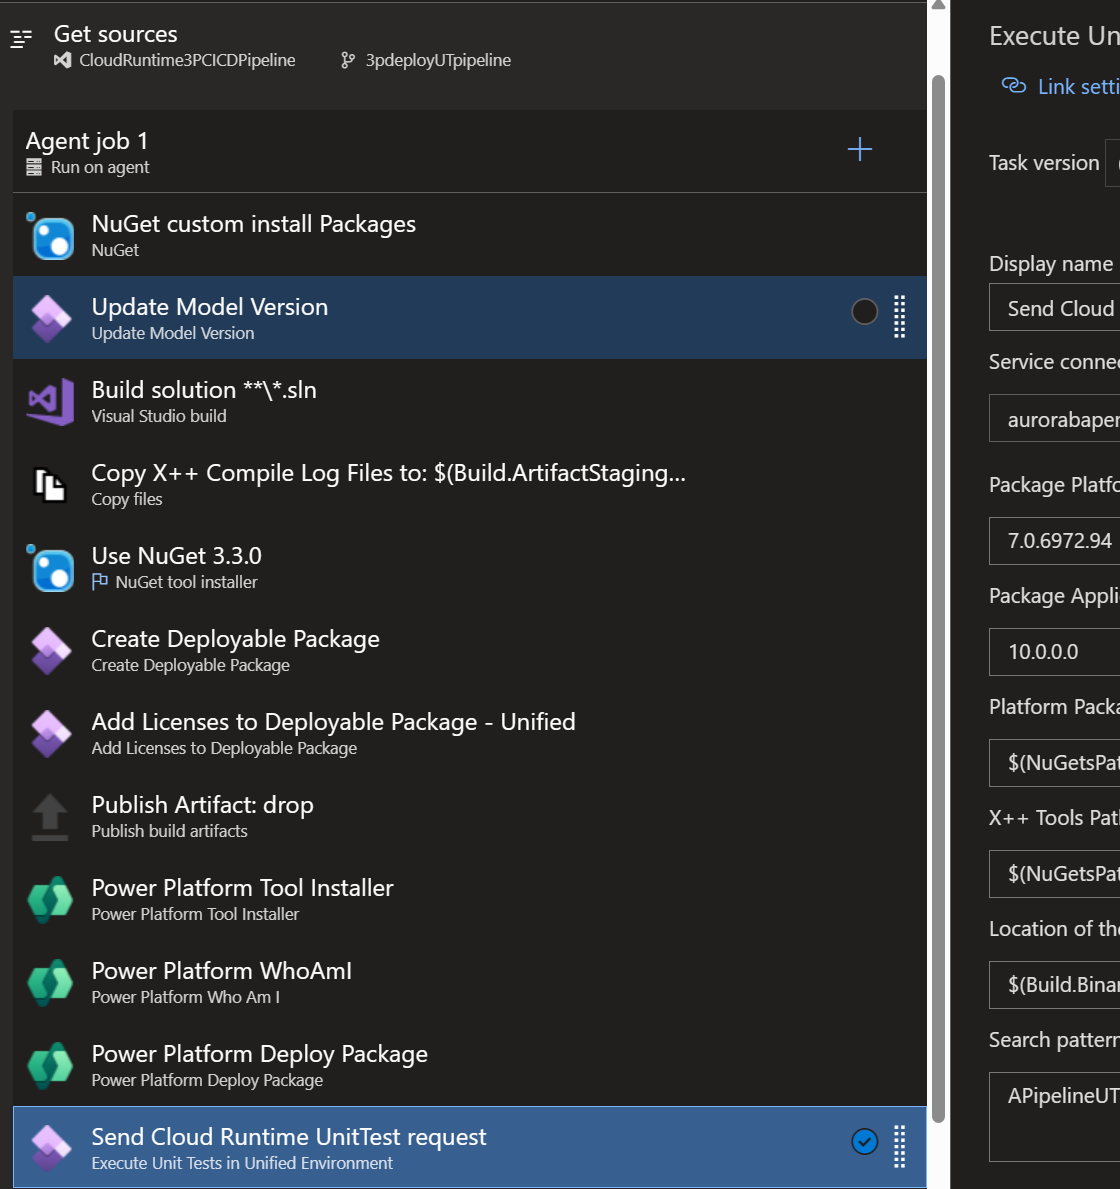 Get sources
CloudRuntime3PCICDPipeline
3pdeployUTpipeline
Agent job 1
Run on agent
NuGet custom install Packages
NuGet
Update Model Version
Update Model Version
Build solution **\*.sln
Visual Studio build
Copy X++ Compile Log Files to: $(Build.ArtifactStaging...
Copy files
Use NuGet 3.3.0
NuGet tool installer
Create Deployable Package
Create Deployable Package
Add Licenses to Deployable Package - Unified
Add Licenses to Deployable Package
Publish Artifact: drop
Publish build artifacts
Power Platform Tool Installer
Power Platform Tool Installer
Power Platform WhoAmI
Power Platform Who Am I
Power Platform Deploy Package
Power Platform Deploy Package
Send Cloud Runtime UnitTest request
Execute Unit Tests in Unified Environment
Execute Un
Link setti
Task version
Display name
Send Cloud
Service connec
aurorabaper
Package Platfo
7.0.6972.94
Package Appli
10.0.0.0
Platform Packa
$(NuGetsPat
X++ Tools Pat
$(NuGetsPat
Location of the
$(Build.Binar
Search pattern
APipelineUT